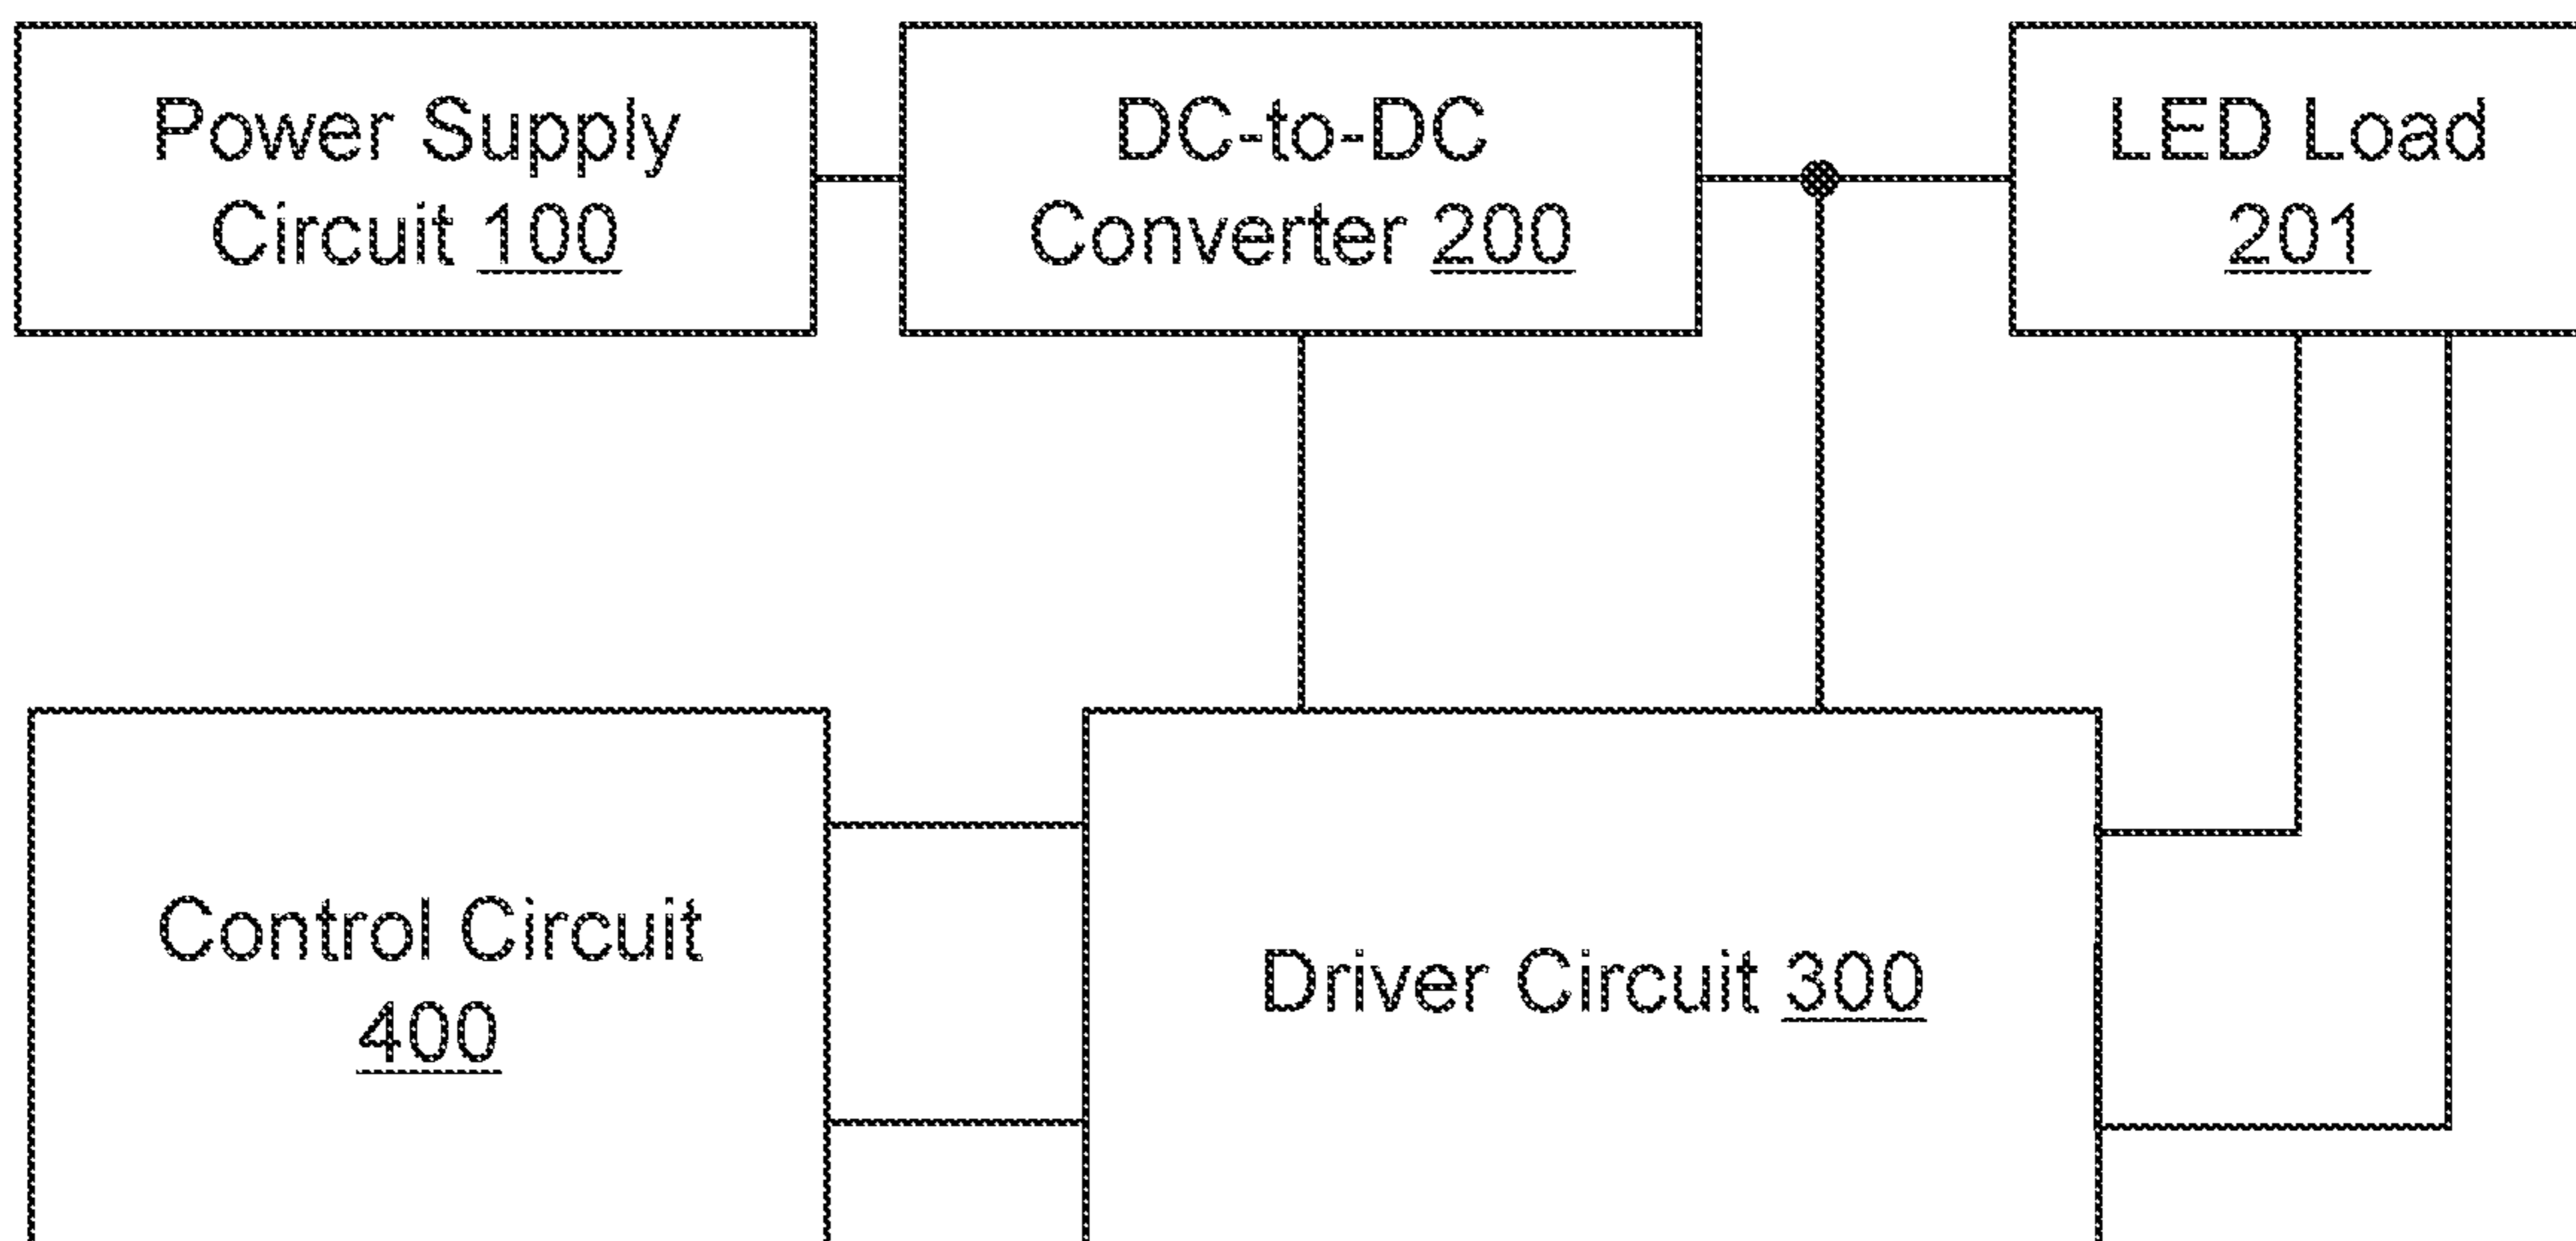 Power Supply
Circuit 100
DC-to-DC
Converter 200
LED Load
201
Control Circuit
400
Driver Circuit 300